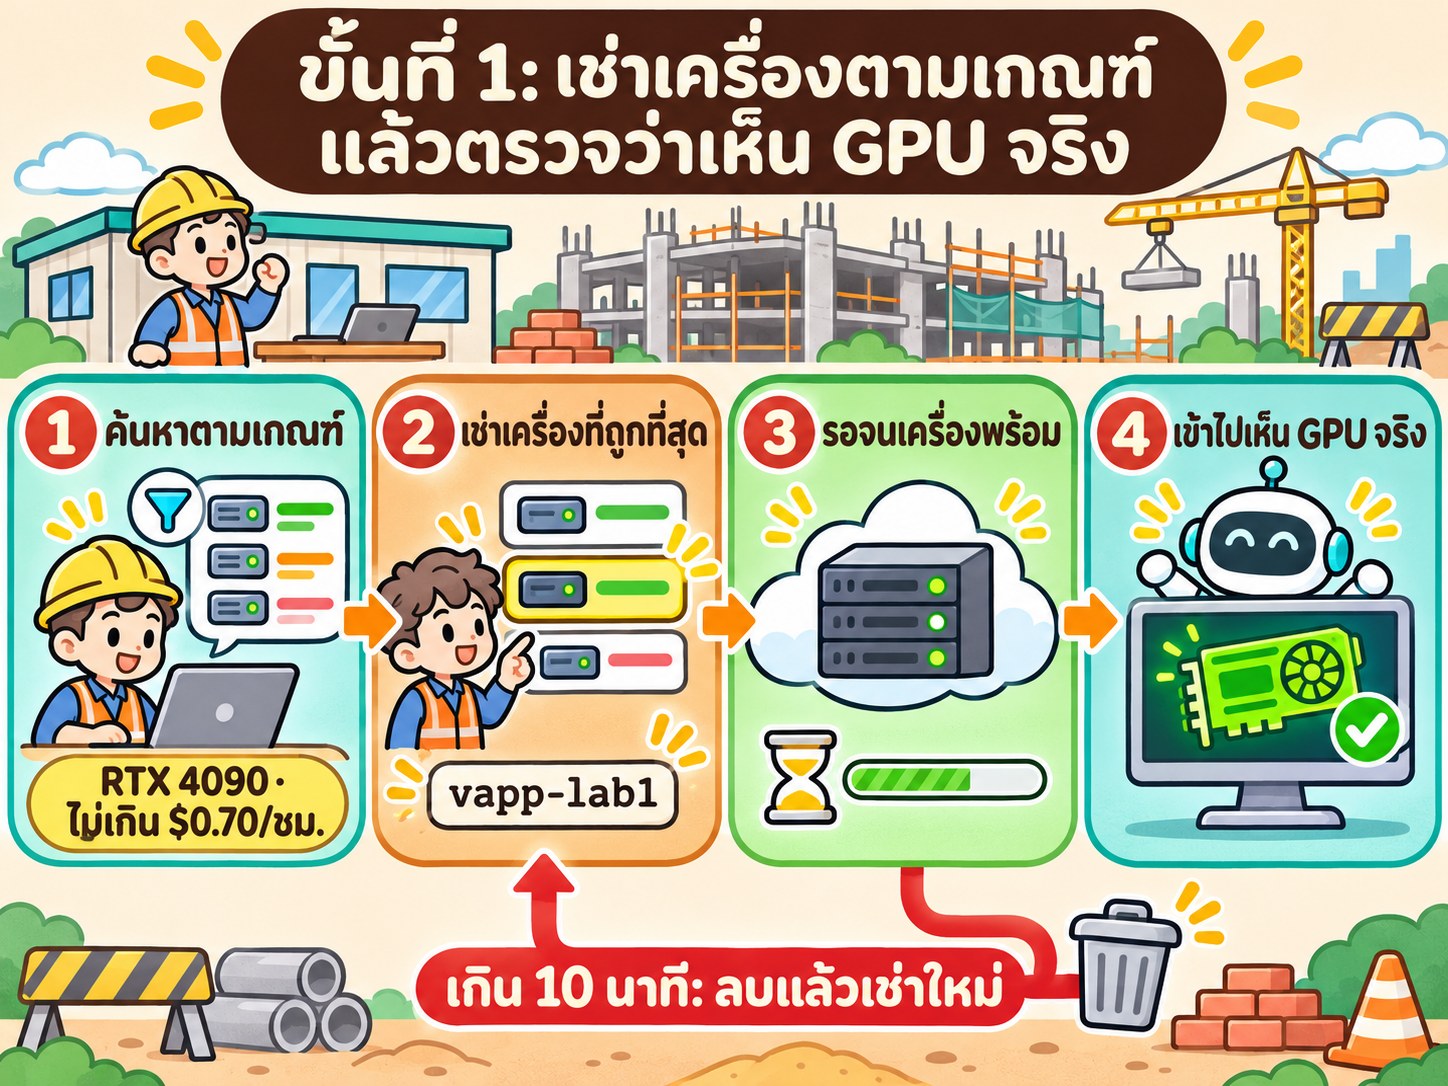 ขั้นที่ 1: เช่าเครื่องตามเกณฑ์
แล้วตรวจว่าเห็น GPU จริง
1 ค้นหาตามเกณฑ์
RTX 4090 ·
ไม่เกิน $0.70/ชม.
2 เช่าเครื่องที่ถูกที่สุด
vapp-lab1
3 รอจนเครื่องพร้อม
4 เข้าไปเห็น GPU จริง
เกิน 10 นาที: ลบแล้วเช่าใหม่